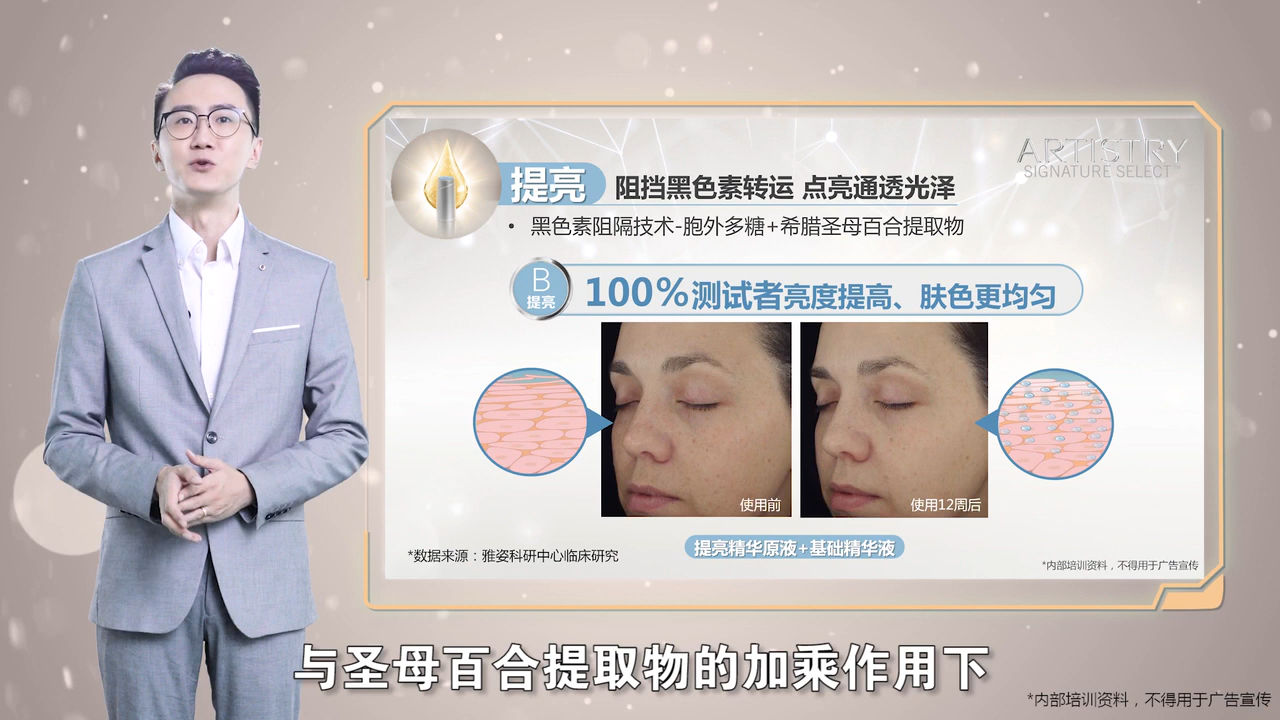 ARTISTRY
SIGNATURE SELECT™
提亮 阻挡黑色素转运 点亮通透光泽
• 黑色素阻隔技术-胞外多糖+希腊圣母百合提取物
B
提亮
100%测试者亮度提高、肤色更均匀
使用前
使用12周后
提亮精华原液+基础精华液
*数据来源：雅姿科研中心临床研究
*内部培训资料，不得用于广告宣传
与圣母百合提取物的加乘作用下
*内部培训资料，不得用于广告宣传